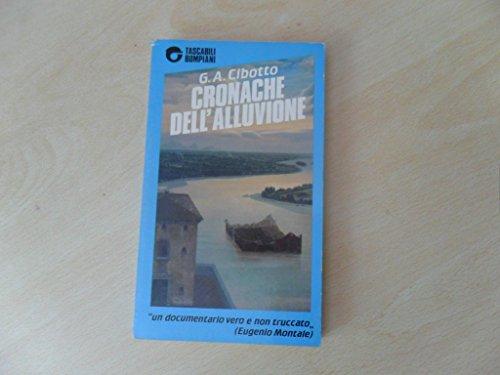 TASCABILI
BOMPIANI
G. A. Cibotto
CRONACHE
DELL'ALLUVIONE
"un documentario vero e non truccato„
(Eugenio Montale)